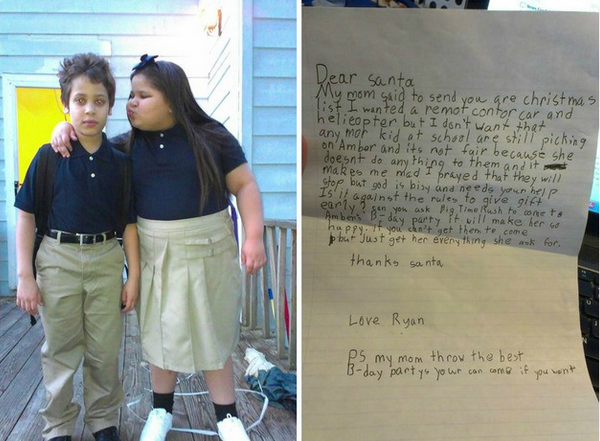 Dear santa
My mom said to send you are christmas
list I wanted a remot contor car and
helieopter but I don't want that
any mor kid at school are still picking
on Ambor and its not fair because she
doesnt do anything to them and it
makes me mad I prayed that they will
stop but god is bisy and needs your help
Is it against the rules to give gift
early? can you ask Big Time Rush to come to
Amber's B-day party It will make her so
happy. If you can't get them to come
but just get her everything she ask for.
thanks santa
Love Ryan
PS my mom throw the best
B-day partys your can come if you want